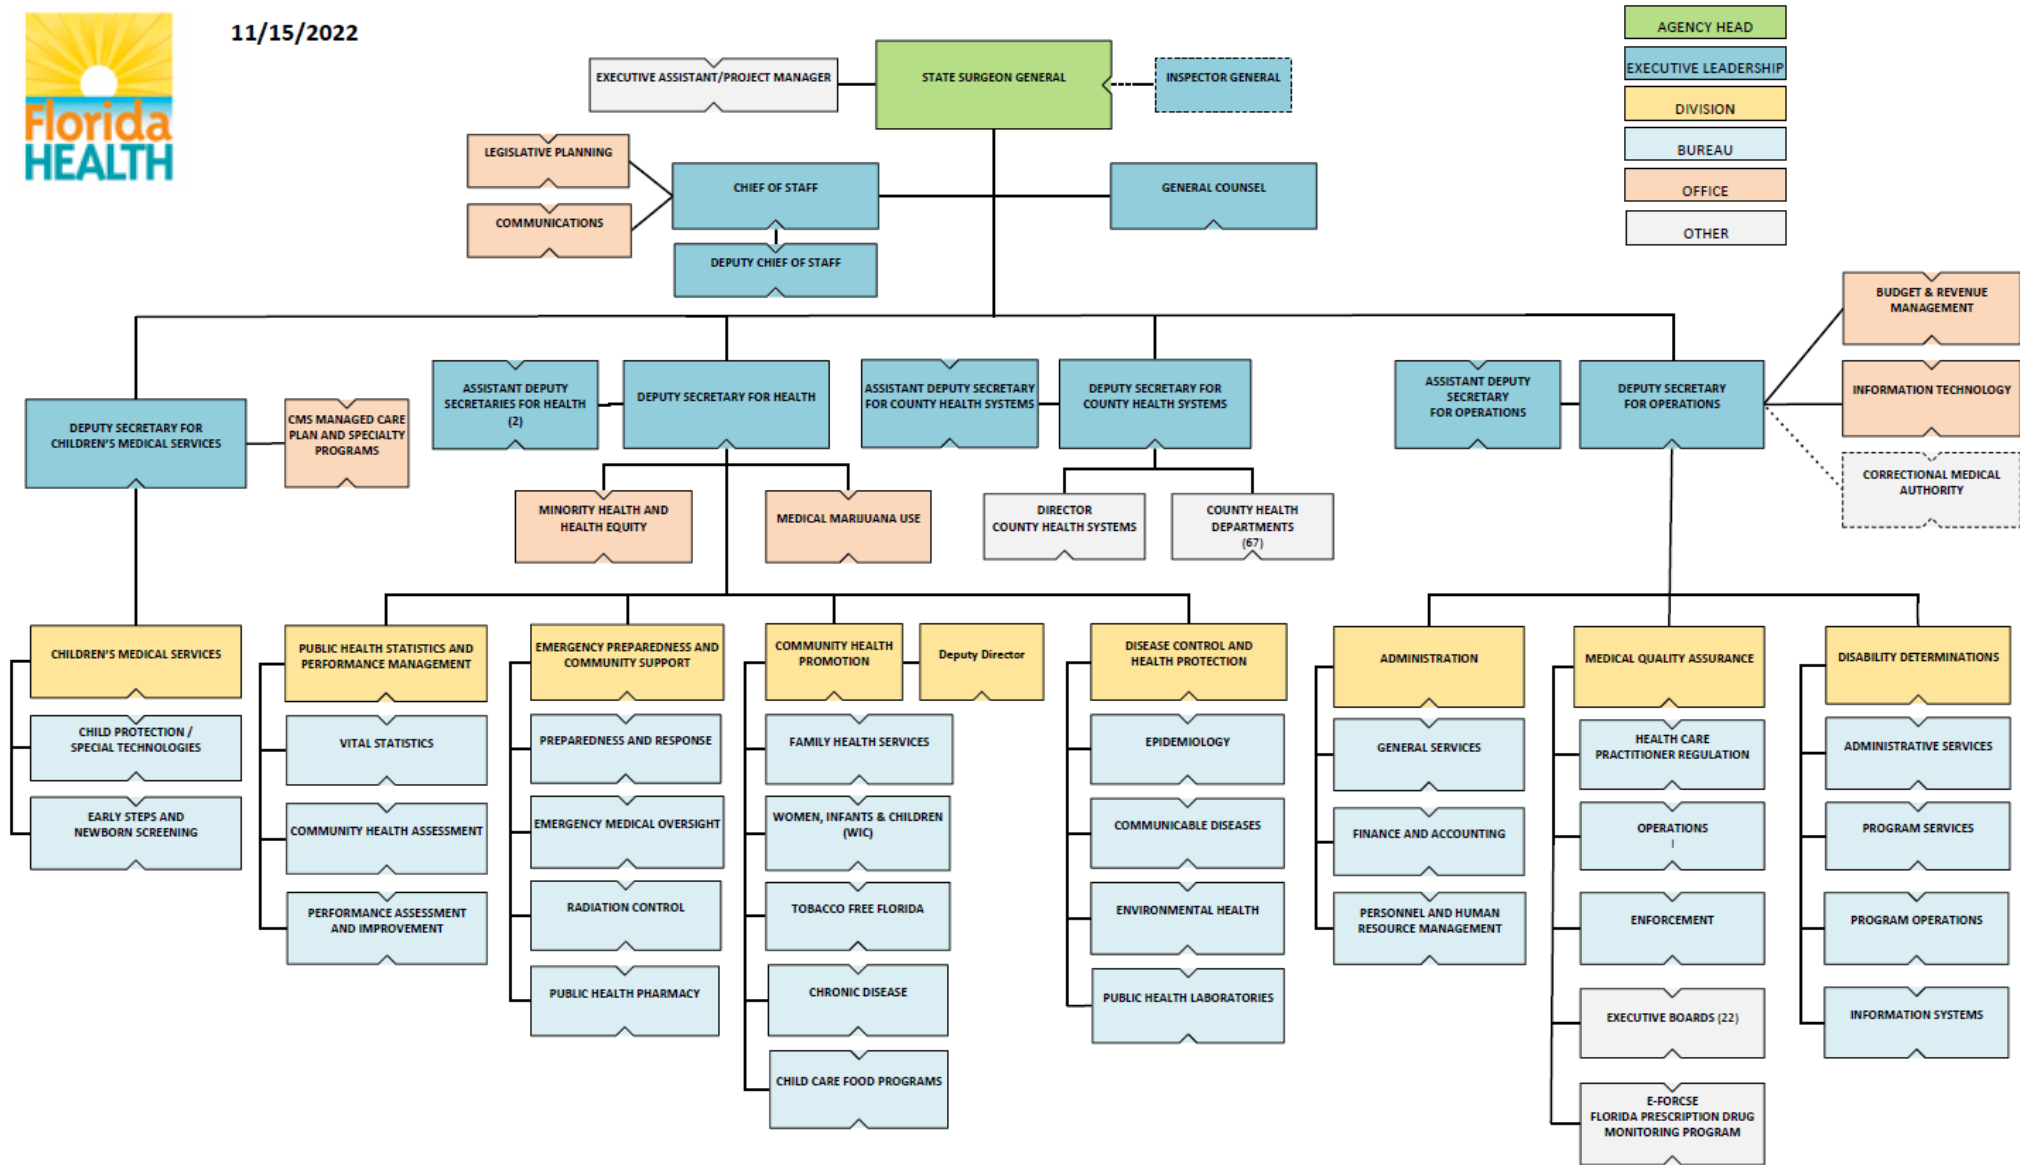 Florida
HEALTH
11/15/2022
AGENCY HEAD
EXECUTIVE LEADERSHIP
DIVISION
BUREAU
OFFICE
OTHER
EXECUTIVE ASSISTANT/PROJECT MANAGER
STATE SURGEON GENERAL
INSPECTOR GENERAL
LEGISLATIVE PLANNING
COMMUNICATIONS
CHIEF OF STAFF
GENERAL COUNSEL
DEPUTY CHIEF OF STAFF
DEPUTY SECRETARY FOR
CHILDREN'S MEDICAL SERVICES
CMS MANAGED CARE
PLAN AND SPECIALTY
PROGRAMS
ASSISTANT DEPUTY
SECRETARIES FOR HEALTH
(2)
DEPUTY SECRETARY FOR HEALTH
ASSISTANT DEPUTY SECRETARY
FOR COUNTY HEALTH SYSTEMS
DEPUTY SECRETARY FOR
COUNTY HEALTH SYSTEMS
ASSISTANT DEPUTY
SECRETARY
FOR OPERATIONS
DEPUTY SECRETARY
FOR OPERATIONS
BUDGET & REVENUE
MANAGEMENT
INFORMATION TECHNOLOGY
CORRECTIONAL MEDICAL
AUTHORITY
MINORITY HEALTH AND
HEALTH EQUITY
MEDICAL MARIJUANA USE
DIRECTOR
COUNTY HEALTH SYSTEMS
COUNTY HEALTH
DEPARTMENTS
(67)
CHILDREN'S MEDICAL SERVICES
CHILD PROTECTION /
SPECIAL TECHNOLOGIES
EARLY STEPS AND
NEWBORN SCREENING
PUBLIC HEALTH STATISTICS AND
PERFORMANCE MANAGEMENT
VITAL STATISTICS
COMMUNITY HEALTH ASSESSMENT
PERFORMANCE ASSESSMENT
AND IMPROVEMENT
EMERGENCY PREPAREDNESS AND
COMMUNITY SUPPORT
PREPAREDNESS AND RESPONSE
EMERGENCY MEDICAL OVERSIGHT
RADIATION CONTROL
PUBLIC HEALTH PHARMACY
COMMUNITY HEALTH
PROMOTION
Deputy Director
FAMILY HEALTH SERVICES
WOMEN, INFANTS & CHILDREN
(WIC)
TOBACCO FREE FLORIDA
CHRONIC DISEASE
CHILD CARE FOOD PROGRAMS
DISEASE CONTROL AND
HEALTH PROTECTION
EPIDEMIOLOGY
COMMUNICABLE DISEASES
ENVIRONMENTAL HEALTH
PUBLIC HEALTH LABORATORIES
ADMINISTRATION
GENERAL SERVICES
FINANCE AND ACCOUNTING
PERSONNEL AND HUMAN
RESOURCE MANAGEMENT
MEDICAL QUALITY ASSURANCE
HEALTH CARE
PRACTITIONER REGULATION
OPERATIONS
I
ENFORCEMENT
EXECUTIVE BOARDS (22)
E-FORCSE
FLORIDA PRESCRIPTION DRUG
MONITORING PROGRAM
DISABILITY DETERMINATIONS
ADMINISTRATIVE SERVICES
PROGRAM SERVICES
PROGRAM OPERATIONS
INFORMATION SYSTEMS